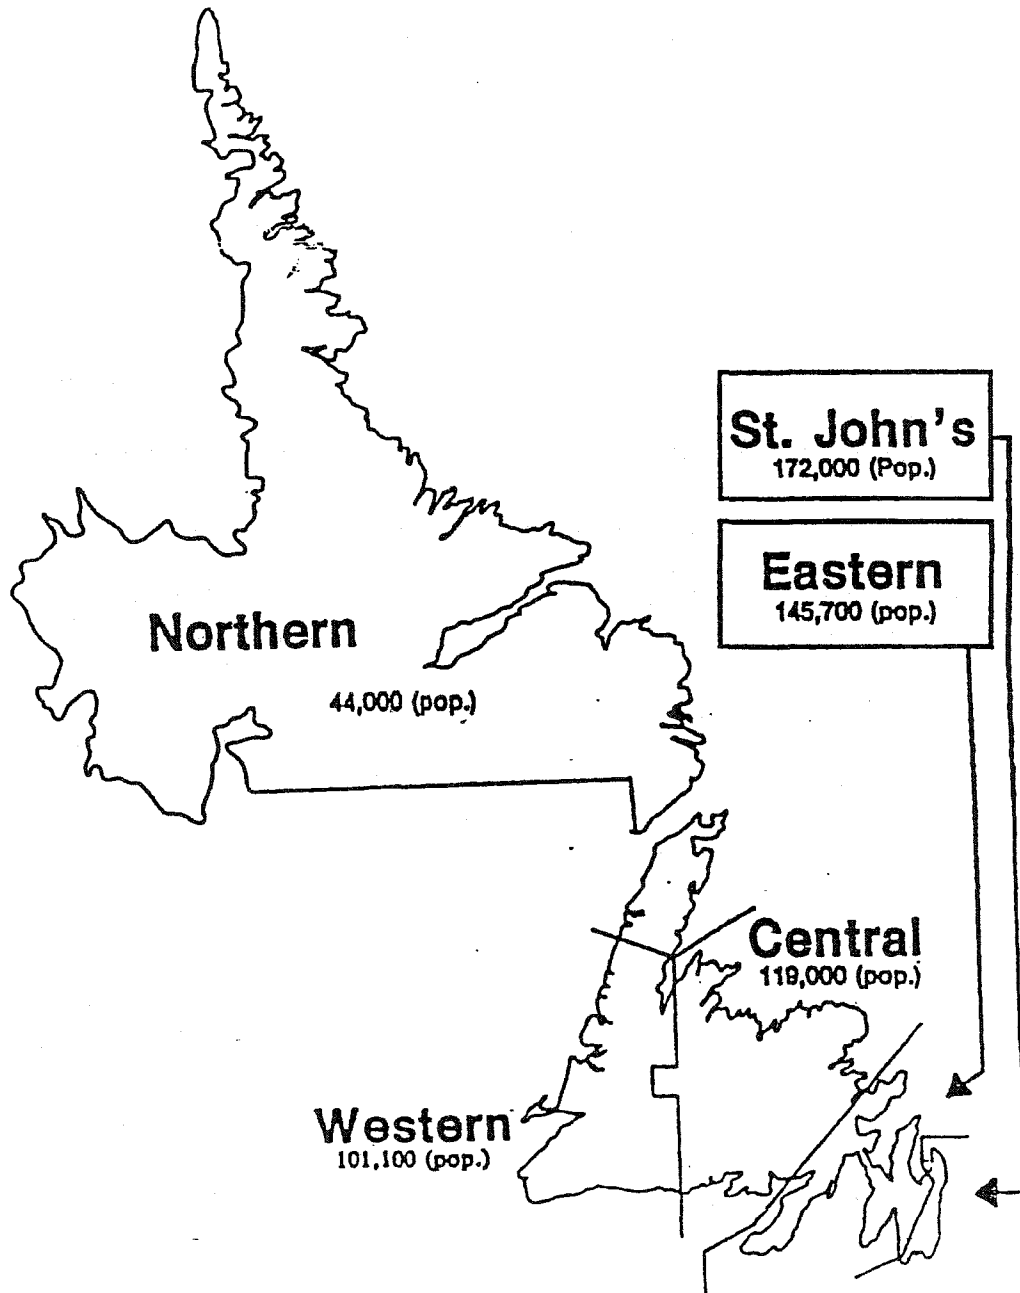 St. John's
172,000 (Pop.)
Eastern
145,700 (pop.)
Northern
44,000 (pop.)
Central
119,000 (pop.)
Western
101,100 (pop.)